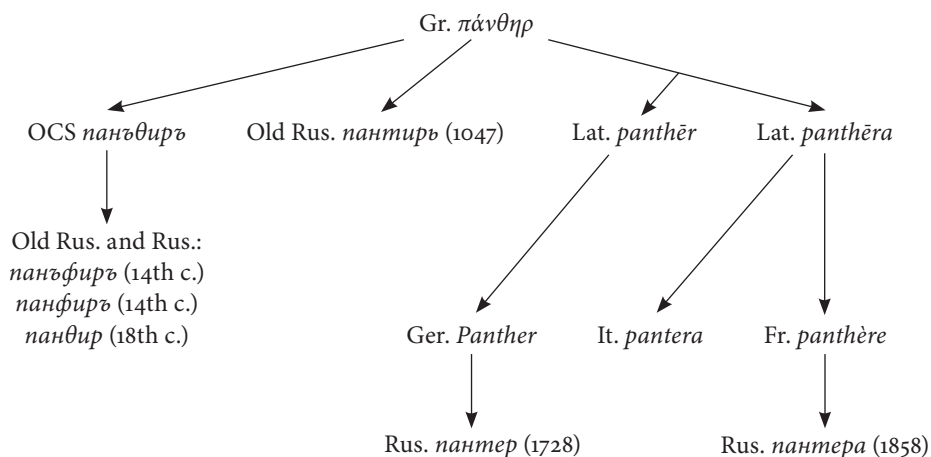 Gr. πάνθηρ
OCS панъѳиръ
Old Rus. пантирь (1047)
Lat. panthēr
Lat. panthēra
Old Rus. and Rus.:
панъфиръ (14th c.)
панфиръ (14th c.)
панѳир (18th c.)
Ger. Panther
It. pantera
Fr. panthère
Rus. пантер (1728)
Rus. пантера (1858)